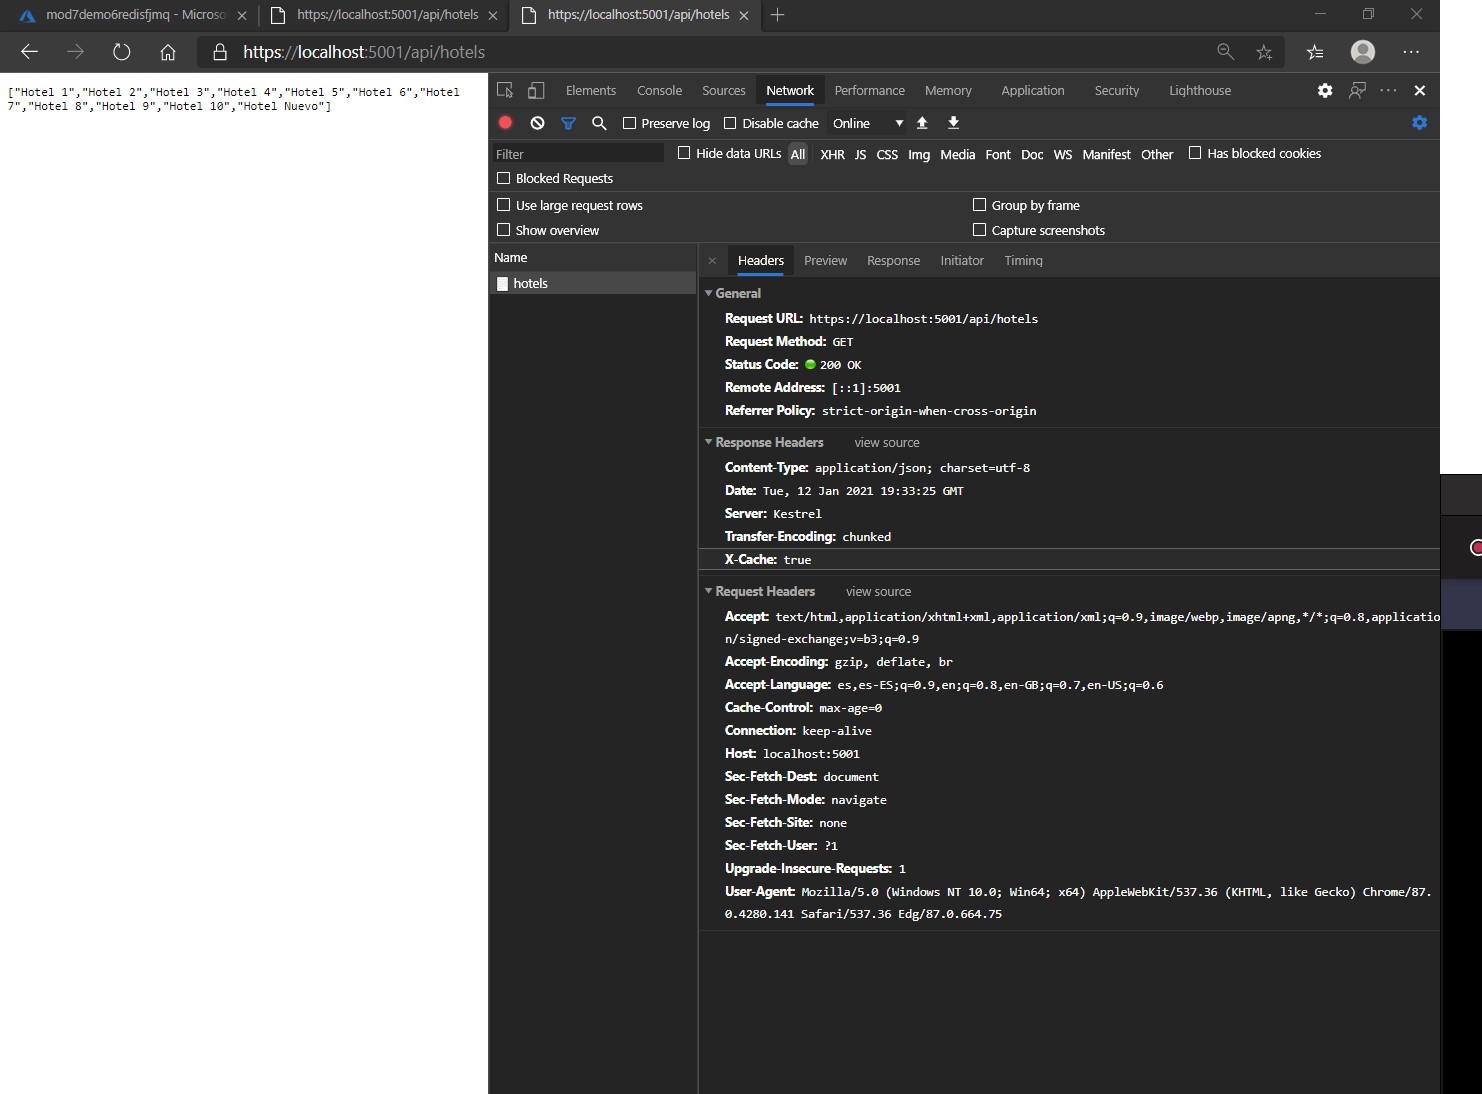 mod7demo6redisfjmq - Microso
https://localhost:5001/api/hotels
https://localhost:5001/api/hotels
https://localhost:5001/api/hotels
["Hotel 1","Hotel 2","Hotel 3","Hotel 4","Hotel 5","Hotel 6","Hotel
7","Hotel 8","Hotel 9","Hotel 10","Hotel Nuevo"]
Elements Console Sources Network Performance Memory Application Security Lighthouse
Preserve log Disable cache Online
Filter Hide data URLs All XHR JS CSS Img Media Font Doc WS Manifest Other Has blocked cookies
Blocked Requests
Use large request rows Group by frame
Show overview Capture screenshots
Name
hotels
Headers Preview Response Initiator Timing
General
Request URL: https://localhost:5001/api/hotels
Request Method: GET
Status Code: 200 OK
Remote Address: [::1]:5001
Referrer Policy: strict-origin-when-cross-origin
Response Headers view source
Content-Type: application/json; charset=utf-8
Date: Tue, 12 Jan 2021 19:33:25 GMT
Server: Kestrel
Transfer-Encoding: chunked
X-Cache: true
Request Headers view source
Accept: text/html,application/xhtml+xml,application/xml;q=0.9,image/webp,image/apng,*/*;q=0.8,applicatio
n/signed-exchange;v=b3;q=0.9
Accept-Encoding: gzip, deflate, br
Accept-Language: es,es-ES;q=0.9,en;q=0.8,en-GB;q=0.7,en-US;q=0.6
Cache-Control: max-age=0
Connection: keep-alive
Host: localhost:5001
Sec-Fetch-Dest: document
Sec-Fetch-Mode: navigate
Sec-Fetch-Site: none
Sec-Fetch-User: ?1
Upgrade-Insecure-Requests: 1
User-Agent: Mozilla/5.0 (Windows NT 10.0; Win64; x64) AppleWebKit/537.36 (KHTML, like Gecko) Chrome/87.
0.4280.141 Safari/537.36 Edg/87.0.664.75